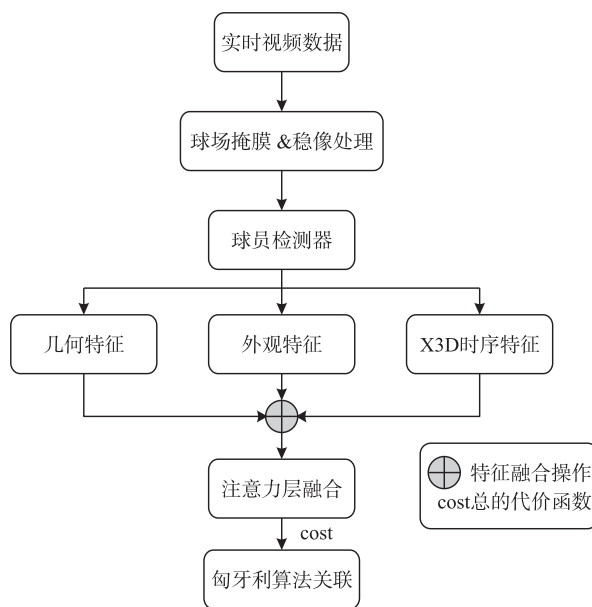 实时视频数据
球场掩膜&稳像处理
球员检测器
几何特征
外观特征
X3D时序特征
注意力层融合
cost
匈牙利算法关联
特征融合操作
cost总的代价函数